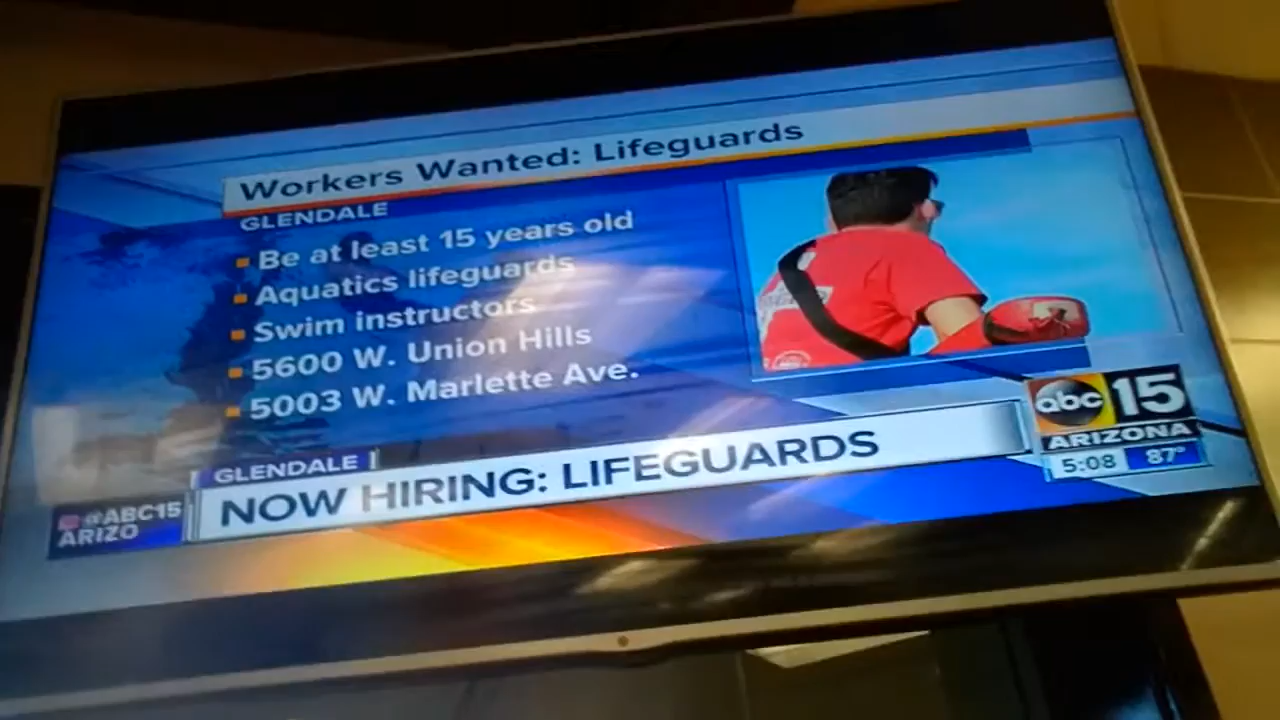 Workers Wanted: Lifeguards
GLENDALE
Be at least 15 years old
Aquatics lifeguards
Swim instructors
5600 W. Union Hills
5003 W. Marlette Ave.
GLENDALE
NOW HIRING: LIFEGUARDS
@ABC15
ARIZO
abc 15
ARIZONA
5:08 87°